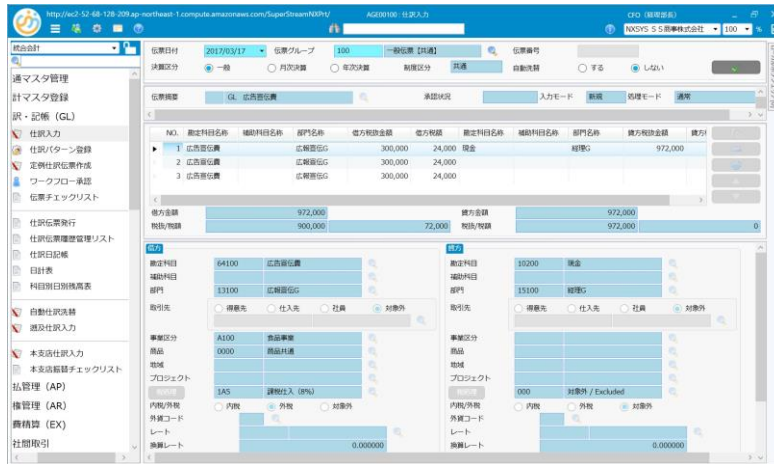 http://ec2-52-68-128-209.ap-northeast-1.compute.amazonaws.com/SuperStreamNXPrt/ AGE00100 : 仕訳入力 CFO (経理部長)
NXSYS S S商事株式会社 100 %
統合会計
通マスタ管理
計マスタ登録
訳・記帳 (GL)
仕訳入力
仕訳パターン登録
定例仕訳伝票作成
ワークフロー承認
伝票チェックリスト
仕訳伝票発行
仕訳伝票履歴管理リスト
仕訳日記帳
日計表
科目別日別残高表
自動仕訳洗替
遡及仕訳入力
本支店仕訳入力
本支店振替チェックリスト
払管理 (AP)
権管理 (AR)
費精算 (EX)
社間取引
伝票日付 2017/03/17 伝票グループ 100 一般伝票【共通】 伝票番号
決算区分 一般 月次決算 年次決算 制度区分 共通 自動洗替 する しない
伝票摘要 GL 広告宣伝費 承認状況 入力モード 新規 処理モード 通常
NO. 勘定科目名称 補助科目名称 部門名称 借方税抜金額 借方税額 勘定科目名称 補助科目名称 部門名称 貸方税抜金額 貸方
1 広告宣伝費 広報宣伝G 300,000 24,000 現金 経理G 972,000
2 広告宣伝費 広報宣伝G 300,000 24,000
3 広告宣伝費 広報宣伝G 300,000 24,000
借方金額 972,000 貸方金額 972,000
税抜/税額 900,000 72,000 税抜/税額 972,000 0
借方 貸方
勘定科目 64100 広告宣伝費 勘定科目 10200 現金
補助科目 補助科目
部門 13100 広報宣伝G 部門 15100 経理G
取引先 得意先 仕入先 社員 対象外 取引先 得意先 仕入先 社員 対象外
事業区分 A100 食品事業 事業区分
商品 0000 商品共通 商品
地域 地域
プロジェクト プロジェクト
1A5 課税仕入 (8%) 000 対象外 / Excluded
内税/外税 内税 外税 対象外 内税/外税 内税 外税 対象外
外貨コード 外貨コード
レート レート
換算レート 0.000000 換算レート 0.000000